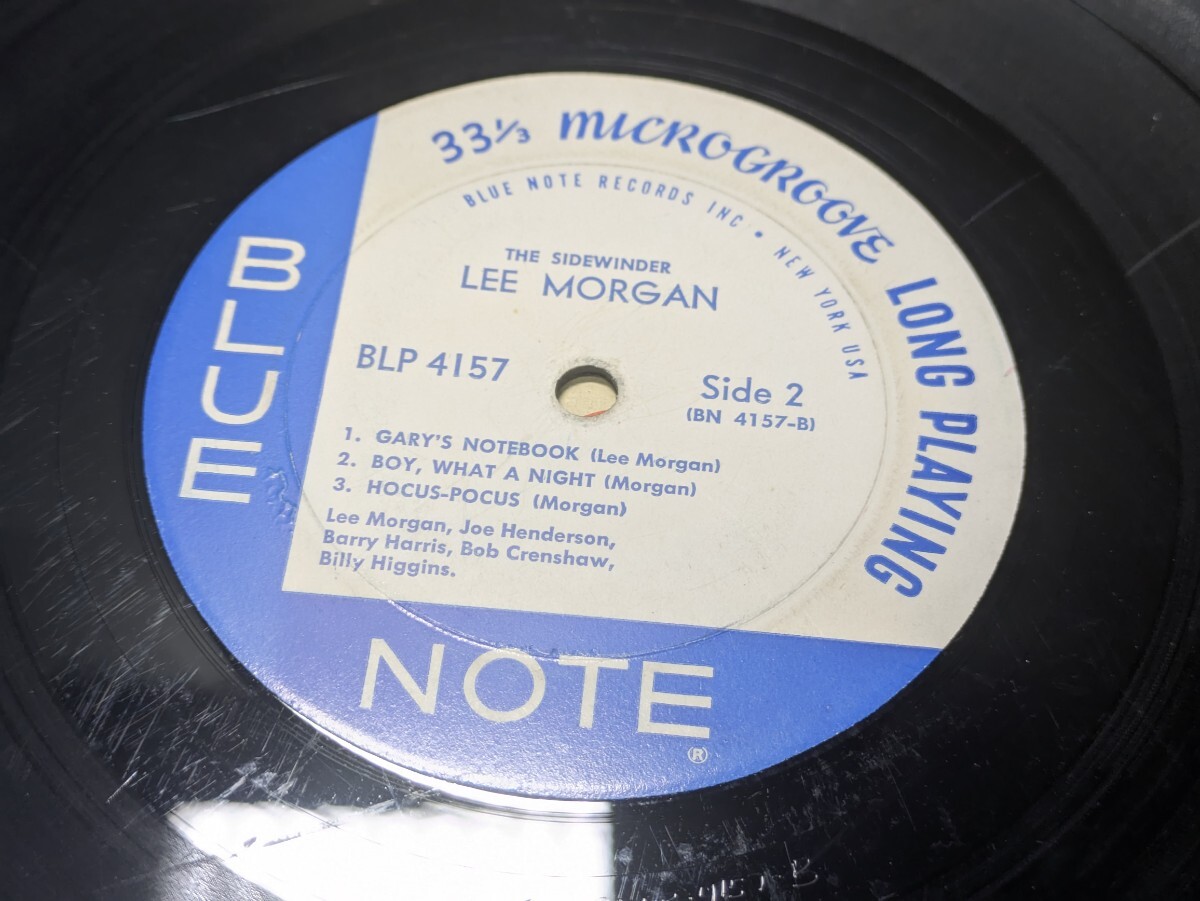 33⅓ MICROGROOVE LONG PLAYING
BLUE NOTE RECORDS INC • NEW YORK USA
THE SIDEWINDER
LEE MORGAN
BLP 4157
Side 2
(BN 4157-B)
1. GARY'S NOTEBOOK (Lee Morgan)
2. BOY, WHAT A NIGHT (Morgan)
3. HOCUS-POCUS (Morgan)
Lee Morgan, Joe Henderson,
Barry Harris, Bob Crenshaw,
Billy Higgins.
BLUE
NOTE
®